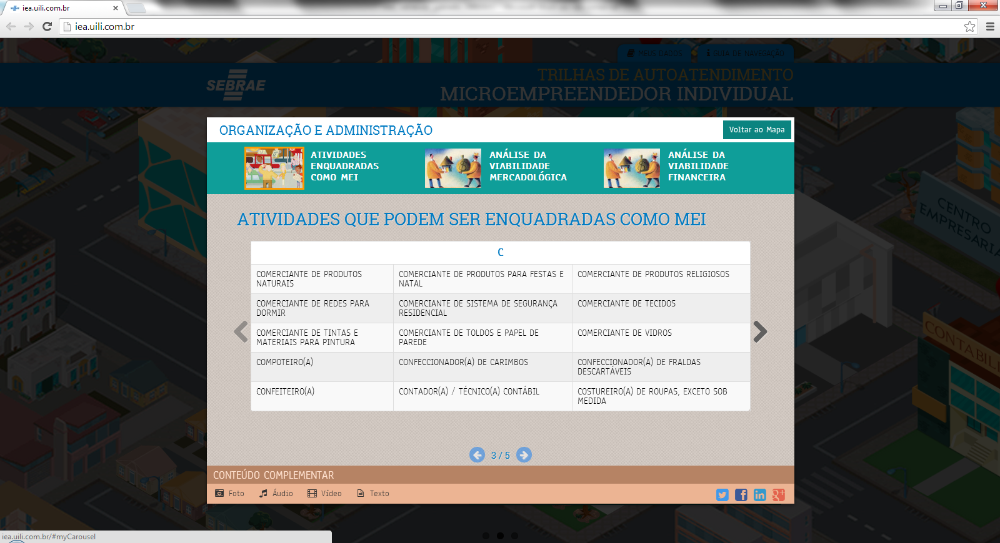 iea.uili.com.br
iea.uili.com.br
MEUS DADOS
GUIA DE NAVEGAÇÃO
SEBRAE
TRILHAS DE AUTOATENDIMENTO
MICROEMPREENDEDOR INDIVIDUAL
ORGANIZAÇÃO E ADMINISTRAÇÃO
Voltar ao Mapa
ATIVIDADES
ENQUADRADAS
COMO MEI
ANÁLISE DA
VIABILIDADE
MERCADOLÓGICA
ANÁLISE DA
VIABILIDADE
FINANCEIRA
ATIVIDADES QUE PODEM SER ENQUADRADAS COMO MEI
C
COMERCIANTE DE PRODUTOS
NATURAIS
COMERCIANTE DE PRODUTOS PARA FESTAS E
NATAL
COMERCIANTE DE PRODUTOS RELIGIOSOS
COMERCIANTE DE REDES PARA
DORMIR
COMERCIANTE DE SISTEMA DE SEGURANÇA
RESIDENCIAL
COMERCIANTE DE TECIDOS
COMERCIANTE DE TINTAS E
MATERIAIS PARA PINTURA
COMERCIANTE DE TOLDOS E PAPEL DE
PAREDE
COMERCIANTE DE VIDROS
COMPOTEIRO(A)
CONFECCIONADOR(A) DE CARIMBOS
CONFECCIONADOR(A) DE FRALDAS
DESCARTÁVEIS
CONFEITEIRO(A)
CONTADOR(A) / TÉCNICO(A) CONTÁBIL
COSTUREIRO(A) DE ROUPAS, EXCETO SOB
MEDIDA
3 / 5
CONTEÚDO COMPLEMENTAR
Foto
Áudio
Vídeo
Texto
CENTRO
EMPRESARIA
CONTABILI
iea.uili.com.br/#myCarousel